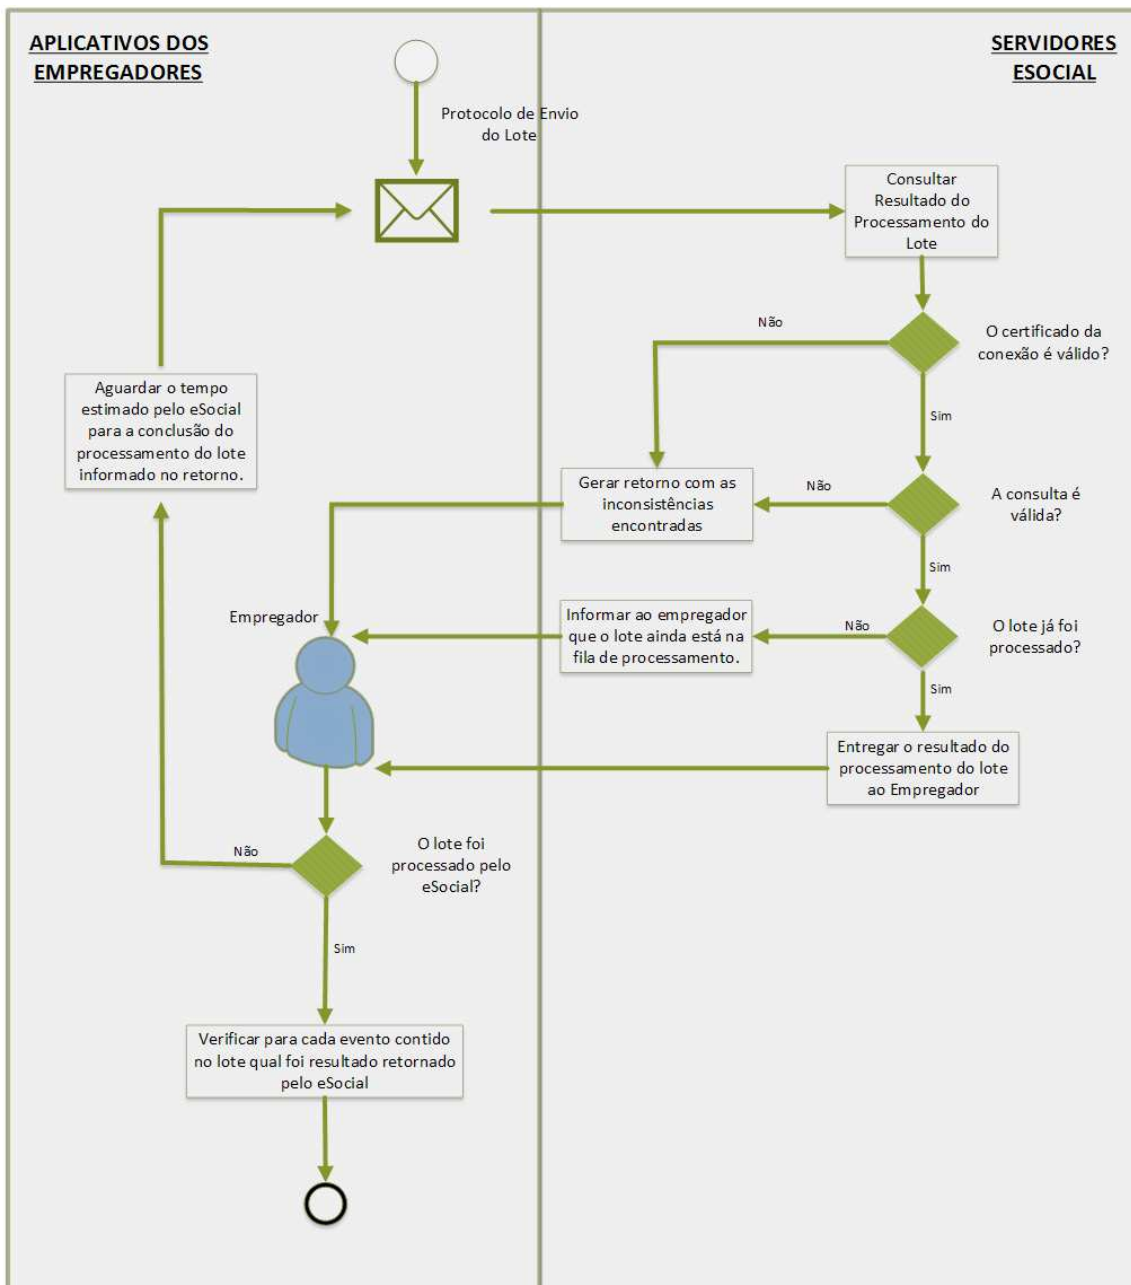 APLICATIVOS DOS
EMPREGADORES
SERVIDORES
ESOCIAL
Protocolo de Envio
do Lote
Consultar
Resultado do
Processamento do
Lote
Não
O certificado da
conexão é válido?
Sim
Aguardar o tempo
estimado pelo eSocial
para a conclusão do
processamento do lote
informado no retorno.
Gerar retorno com as
inconsistências
encontradas
Não
A consulta é
válida?
Sim
Empregador
Informar ao empregador
que o lote ainda está na
fila de processamento.
Não
O lote já foi
processado?
Sim
Entregar o resultado do
processamento do lote
ao Empregador
Não
O lote foi
processado pelo
eSocial?
Sim
Verificar para cada evento contido
no lote qual foi resultado retornado
pelo eSocial